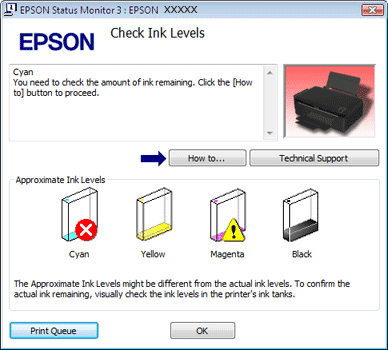 EPSON Status Monitor 3 : EPSON XXXXX
EPSON
Check Ink Levels
Cyan
You need to check the amount of ink remaining. Click the [How
to] button to proceed.
How to...
Technical Support
Approximate Ink Levels
Cyan
Yellow
Magenta
Black
The Approximate Ink Levels might be different from the actual ink levels. To confirm the
actual ink remaining, visually check the ink levels in the printer's ink tanks.
Print Queue
OK